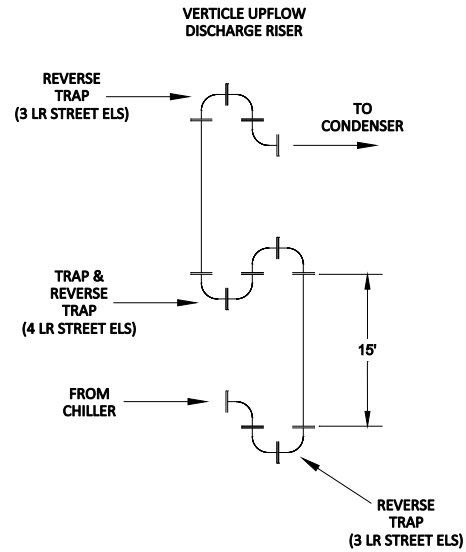 VERTICLE UPFLOW
DISCHARGE RISER
REVERSE
TRAP
(3 LR STREET ELS)
TO
CONDENSER
TRAP &
REVERSE
TRAP
(4 LR STREET ELS)
15'
FROM
CHILLER
REVERSE
TRAP
(3 LR STREET ELS)